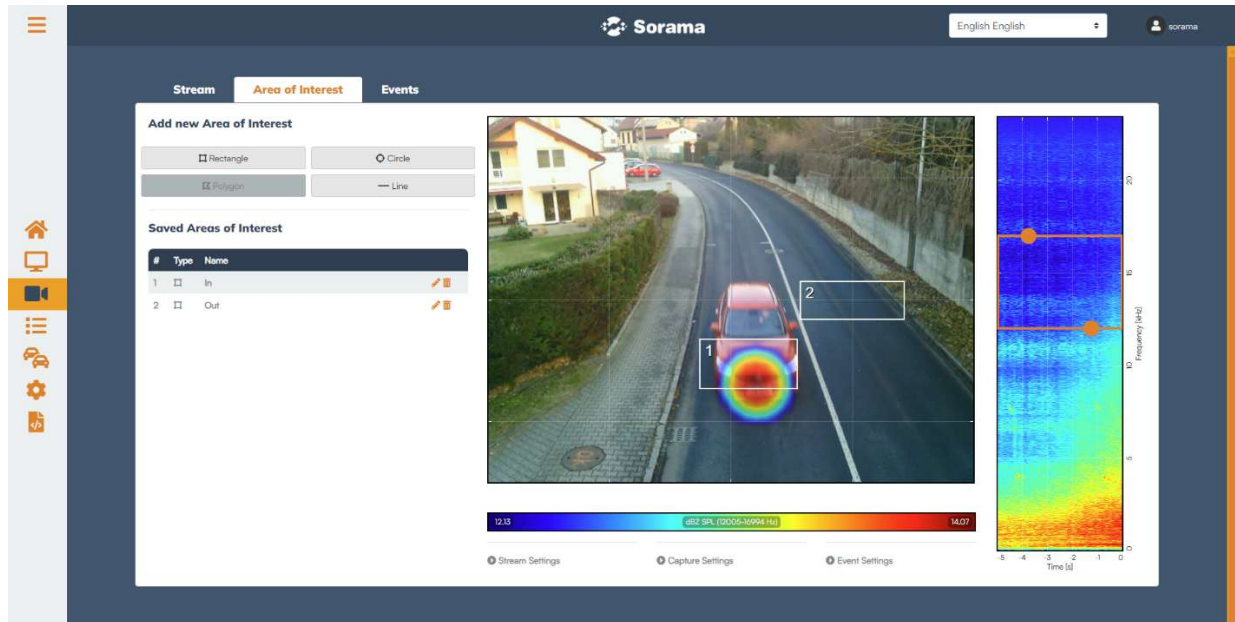 Sorama
English English
sorama
Stream
Area of Interest
Events
Add new Area of Interest
Rectangle
Circle
Polygon
Line
Saved Areas of Interest
# Type Name
1 In
2 Out
1
2
12.13
dBZ SPL (12005-16994 Hz)
14.07
Stream Settings
Capture Settings
Event Settings
20
15
10
5
0
Frequency [kHz]
-5 -4 -3 -2 -1 0
Time [s]